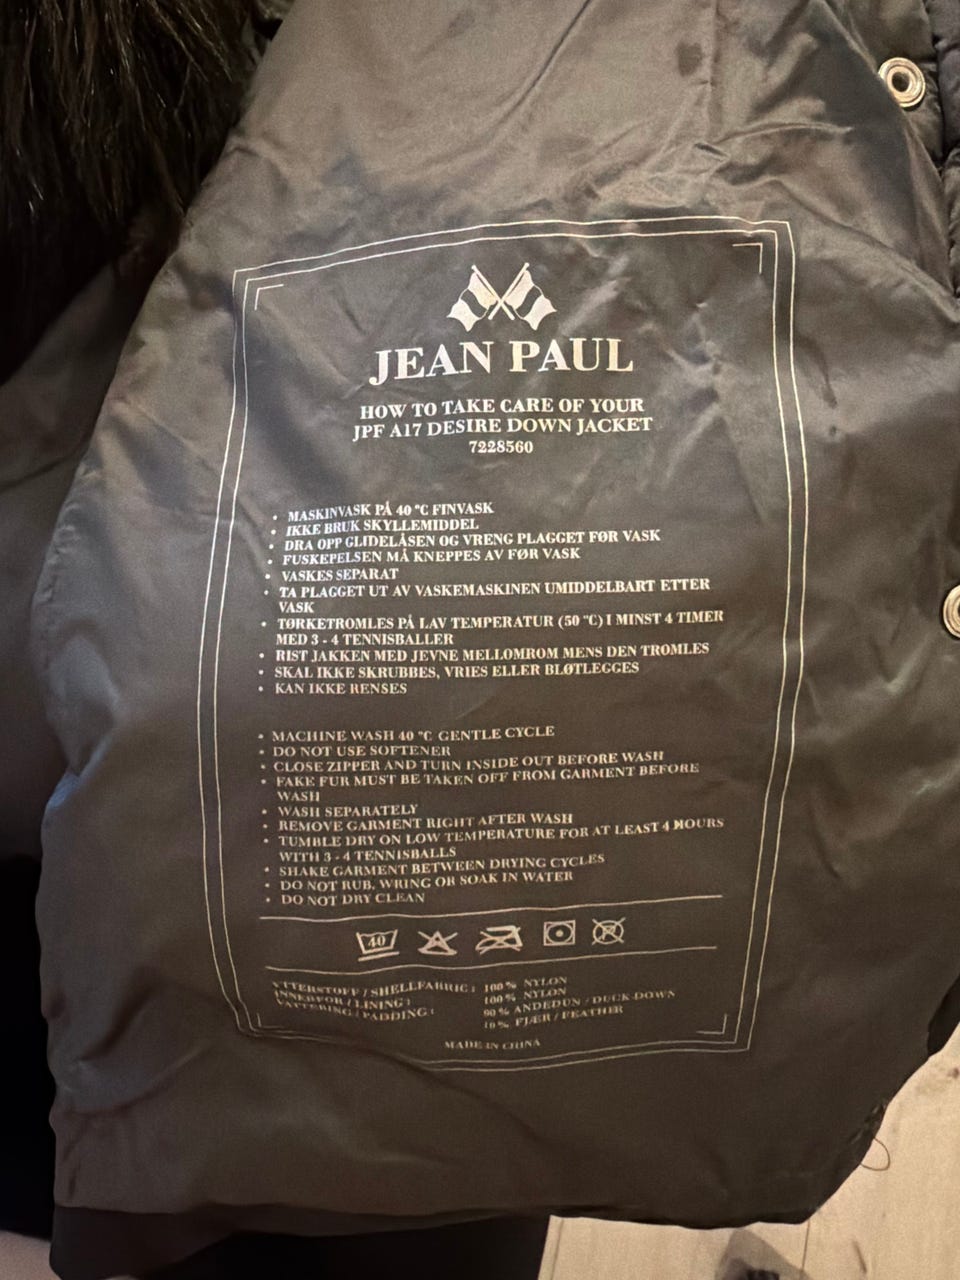 JEAN PAUL
HOW TO TAKE CARE OF YOUR
JPF A17 DESIRE DOWN JACKET
7228560
• MASKINVASK PÅ 40 °C FINVASK
• IKKE BRUK SKYLLEMIDDEL
• DRA OPP GLIDELÅSEN OG VRENG PLAGGET FØR VASK
• FUSKEPELSEN MÅ KNEPPES AV FØR VASK
• VASKES SEPARAT
• TA PLAGGET UT AV VASKEMASKINEN UMIDDELBART ETTER
VASK
• TØRKETROMLES PÅ LAV TEMPERATUR (50 °C) I MINST 4 TIMER
MED 3 - 4 TENNISBALLER
• RIST JAKKEN MED JEVNE MELLOMROM MENS DEN TROMLES
• SKAL IKKE SKRUBBES, VRIES ELLER BLØTLEGGES
• KAN IKKE RENSES
• MACHINE WASH 40 °C GENTLE CYCLE
• DO NOT USE SOFTENER
• CLOSE ZIPPER AND TURN INSIDE OUT BEFORE WASH
• FAKE FUR MUST BE TAKEN OFF FROM GARMENT BEFORE
WASH
• WASH SEPARATELY
• REMOVE GARMENT RIGHT AFTER WASH
• TUMBLE DRY ON LOW TEMPERATURE FOR AT LEAST 4 HOURS
WITH 3 - 4 TENNISBALLS
• SHAKE GARMENT BETWEEN DRYING CYCLES
• DO NOT RUB, WRING OR SOAK IN WATER
• DO NOT DRY CLEAN
40
YTTERSTOFF / SHELLFABRIC : 100 % NYLON
INNERFOR / LINING : 100 % NYLON
VATTERING / PADDING : 90 % ANDEDUN / DUCK-DOWN
10 % FJÆR / FEATHER
MADE IN CHINA